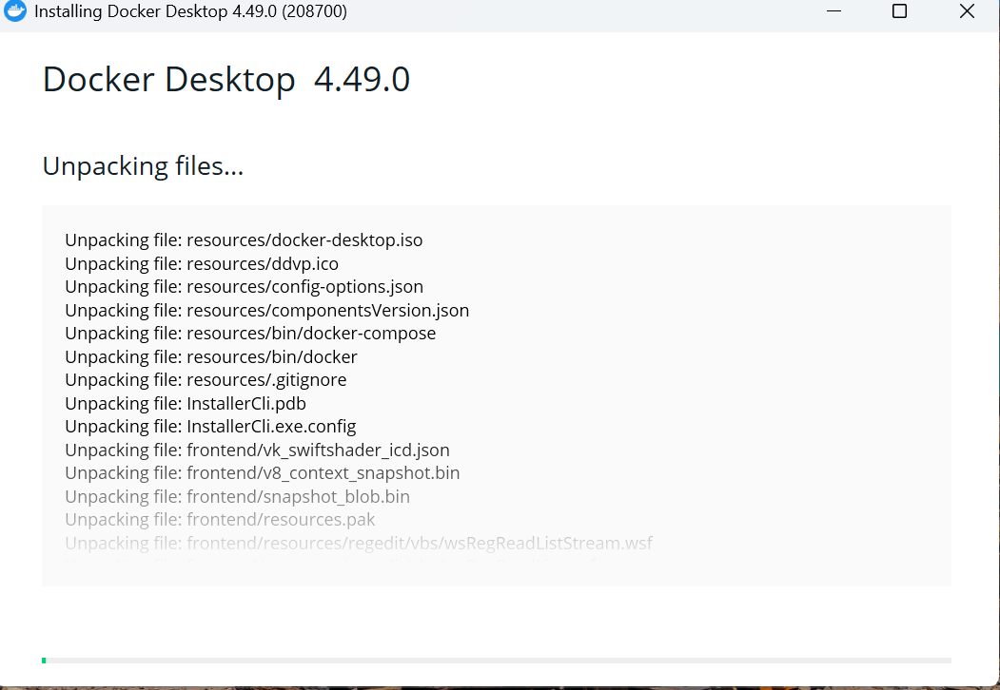 Installing Docker Desktop 4.49.0 (208700)
Docker Desktop 4.49.0
Unpacking files...
Unpacking file: resources/docker-desktop.iso
Unpacking file: resources/ddvp.ico
Unpacking file: resources/config-options.json
Unpacking file: resources/componentsVersion.json
Unpacking file: resources/bin/docker-compose
Unpacking file: resources/bin/docker
Unpacking file: resources/.gitignore
Unpacking file: InstallerCli.pdb
Unpacking file: InstallerCli.exe.config
Unpacking file: frontend/vk_swiftshader_icd.json
Unpacking file: frontend/v8_context_snapshot.bin
Unpacking file: frontend/snapshot_blob.bin
Unpacking file: frontend/resources.pak
Unpacking file: frontend/resources/regedit/vbs/wsRegReadListStream.wsf